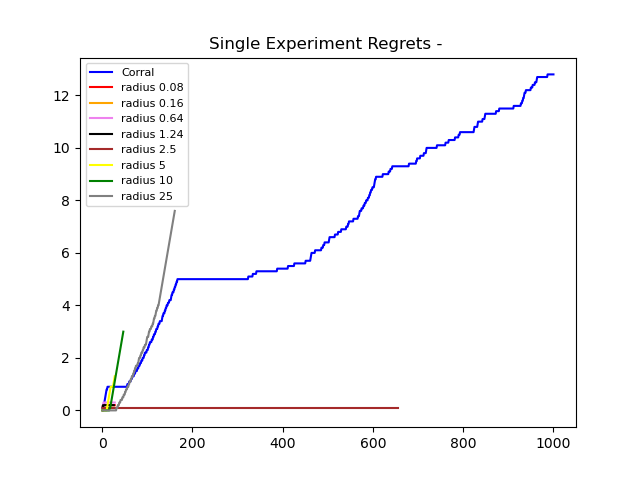 Single Experiment Regrets -
Corral
radius 0.08
radius 0.16
radius 0.64
radius 1.24
radius 2.5
radius 5
radius 10
radius 25
12
10
8
6
4
2
0
0 200 400 600 800 1000